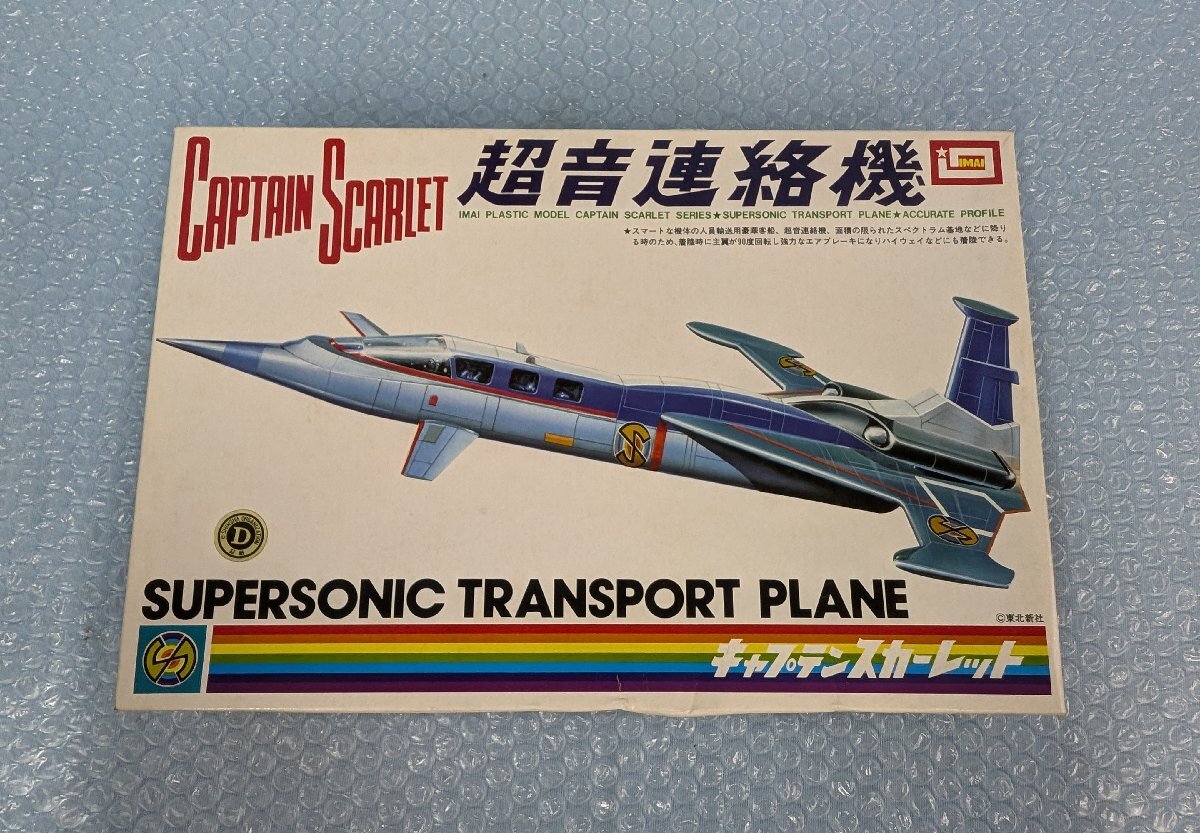 CAPTAIN SCARLET
超音連絡機
IMAI
IMAI PLASTIC MODEL CAPTAIN SCARLET SERIES★SUPERSONIC TRANSPORT PLANE★ACCURATE PROFILE
★スマートな機体の人員輸送用豪華客船、超音連絡機、面積の限られたスペクトラム基地などに降り
る時のため、着陸時に主翼が90度回転し強力なエアブレーキになりハイウェイなどにも着陸できる。
D
SUPERSONIC TRANSPORT PLANE
©東北新社
キャプテンスカーレット